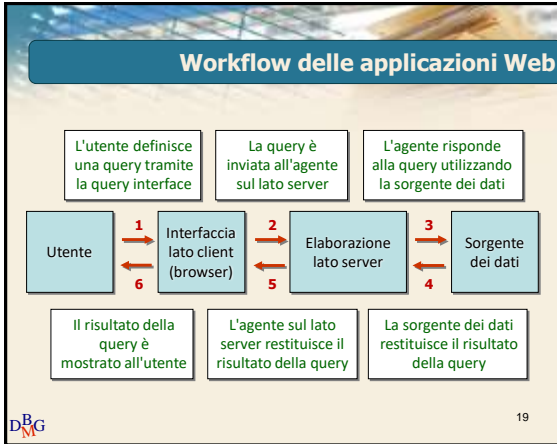 Workflow delle applicazioni Web
L'utente definisce
una query tramite
la query interface
La query è
inviata all'agente
sul lato server
L'agente risponde
alla query utilizzando
la sorgente dei dati
Utente
1
6
Interfaccia
lato client
(browser)
2
5
Elaborazione
lato server
3
4
Sorgente
dei dati
Il risultato della
query è
mostrato all'utente
L'agente sul lato
server restituisce il
risultato della query
La sorgente dei dati
restituisce il risultato
della query
DBMG
19